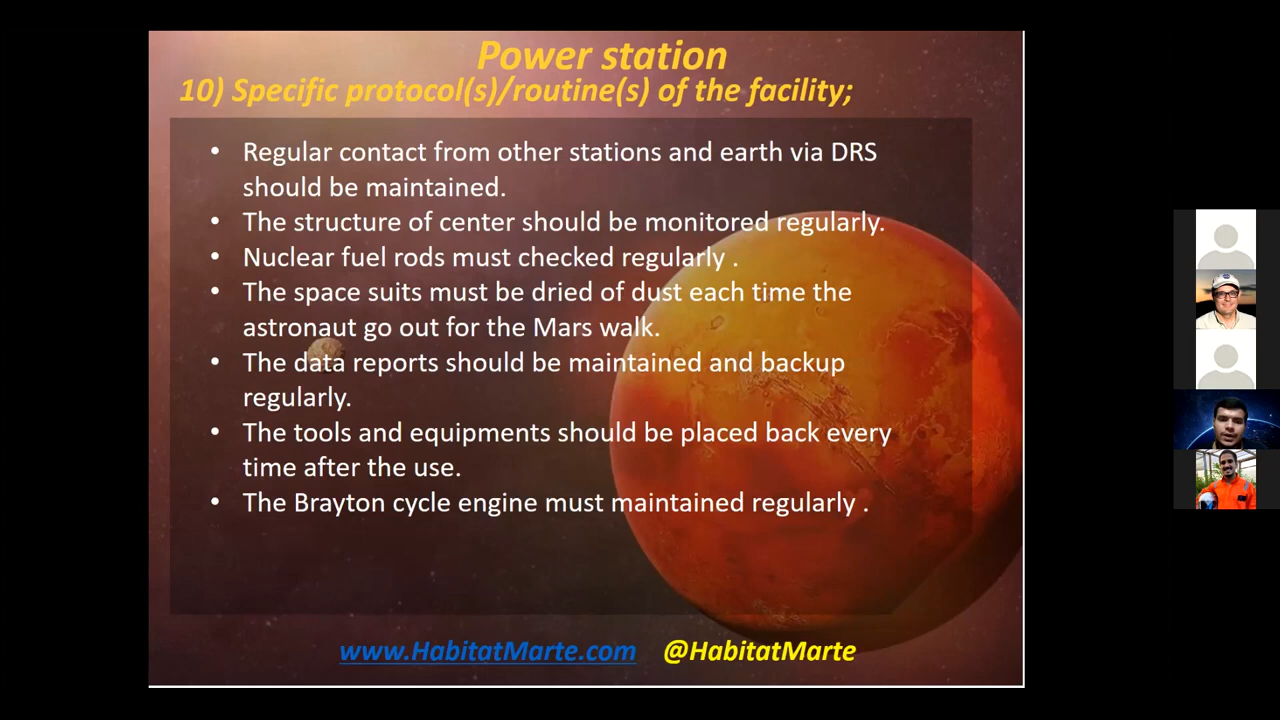 Power station
10) Specific protocol(s)/routine(s) of the facility;
• Regular contact from other stations and earth via DRS
should be maintained.
• The structure of center should be monitored regularly.
• Nuclear fuel rods must checked regularly .
• The space suits must be dried of dust each time the
astronaut go out for the Mars walk.
• The data reports should be maintained and backup
regularly.
• The tools and equipments should be placed back every
time after the use.
• The Brayton cycle engine must maintained regularly .
www.HabitatMarte.com @HabitatMarte